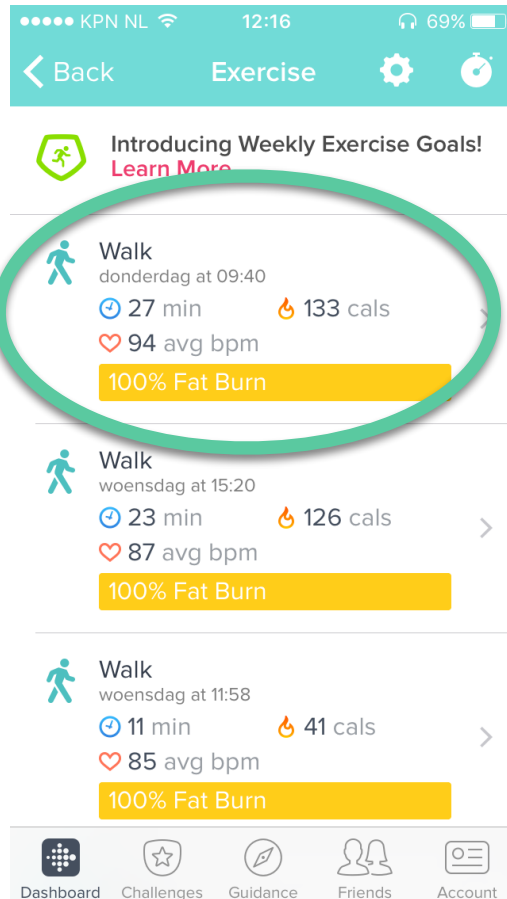 KPN NL 12:16 69%
Back Exercise
Introducing Weekly Exercise Goals!
Learn More
Walk
donderdag at 09:40
27 min 133 cals
94 avg bpm
100% Fat Burn
Walk
woensdag at 15:20
23 min 126 cals
87 avg bpm
100% Fat Burn
Walk
woensdag at 11:58
11 min 41 cals
85 avg bpm
100% Fat Burn
Dashboard Challenges Guidance Friends Account